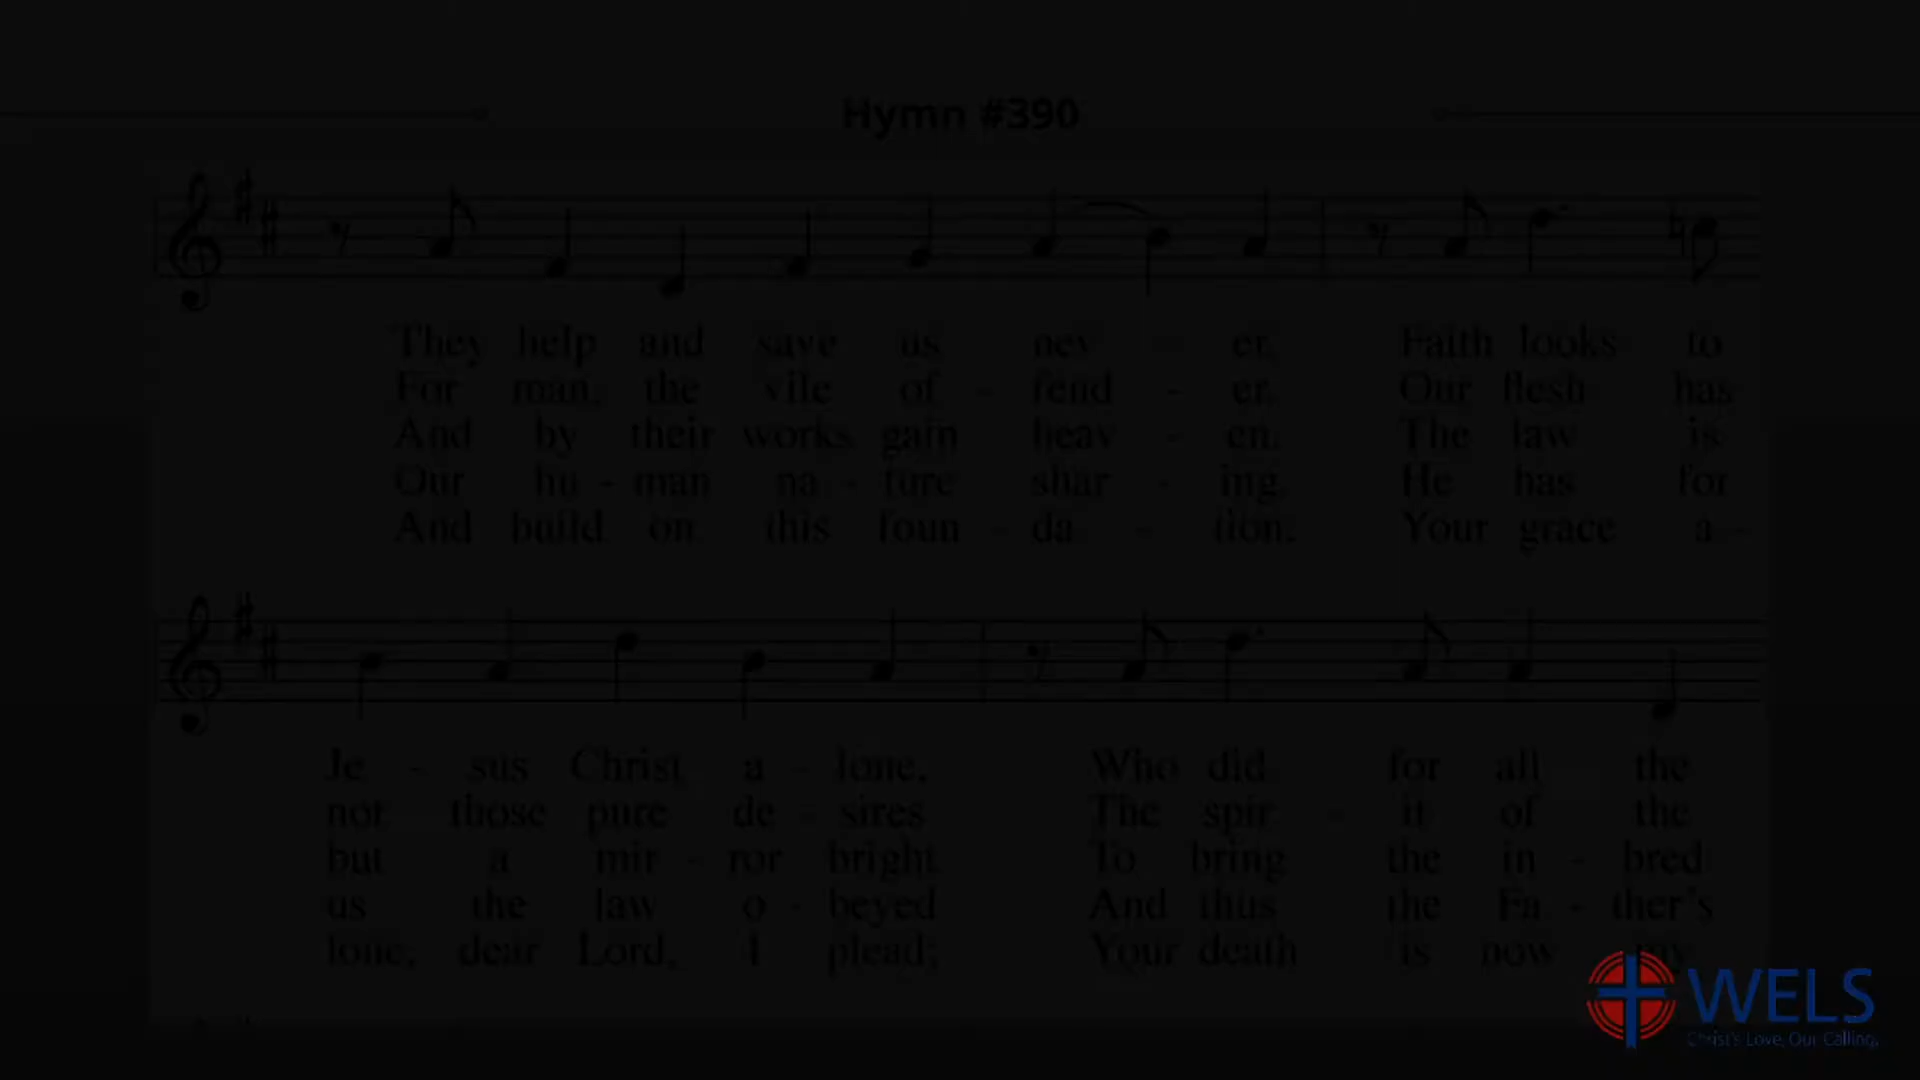 Hymn #390
They help and save us nev - er. Faith looks to
For man, the vile of - fend - er. Our flesh has
And by their works gain heav - en. The law is
Our hu - man na - ture shar - ing. He has for
And build on this foun - da - tion. Your grace a -
Je - sus Christ a - lone, Who did for all the
not those pure de - sires The spir - it of the
but a mir - ror bright To bring the in - bred
us the law o - beyed And thus the Fa - ther's
lone, dear Lord, I plead; Your death is now my
WELS
Christ's Love, Our Calling.